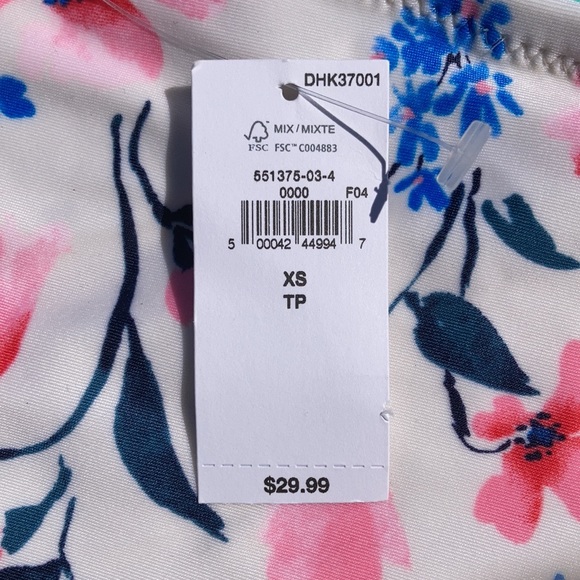 DHK37001
MIX / MIXTE
FSC FSC™ C004883
551375-03-4
0000 F04
5 00042 44994 7
XS
TP
$29.99